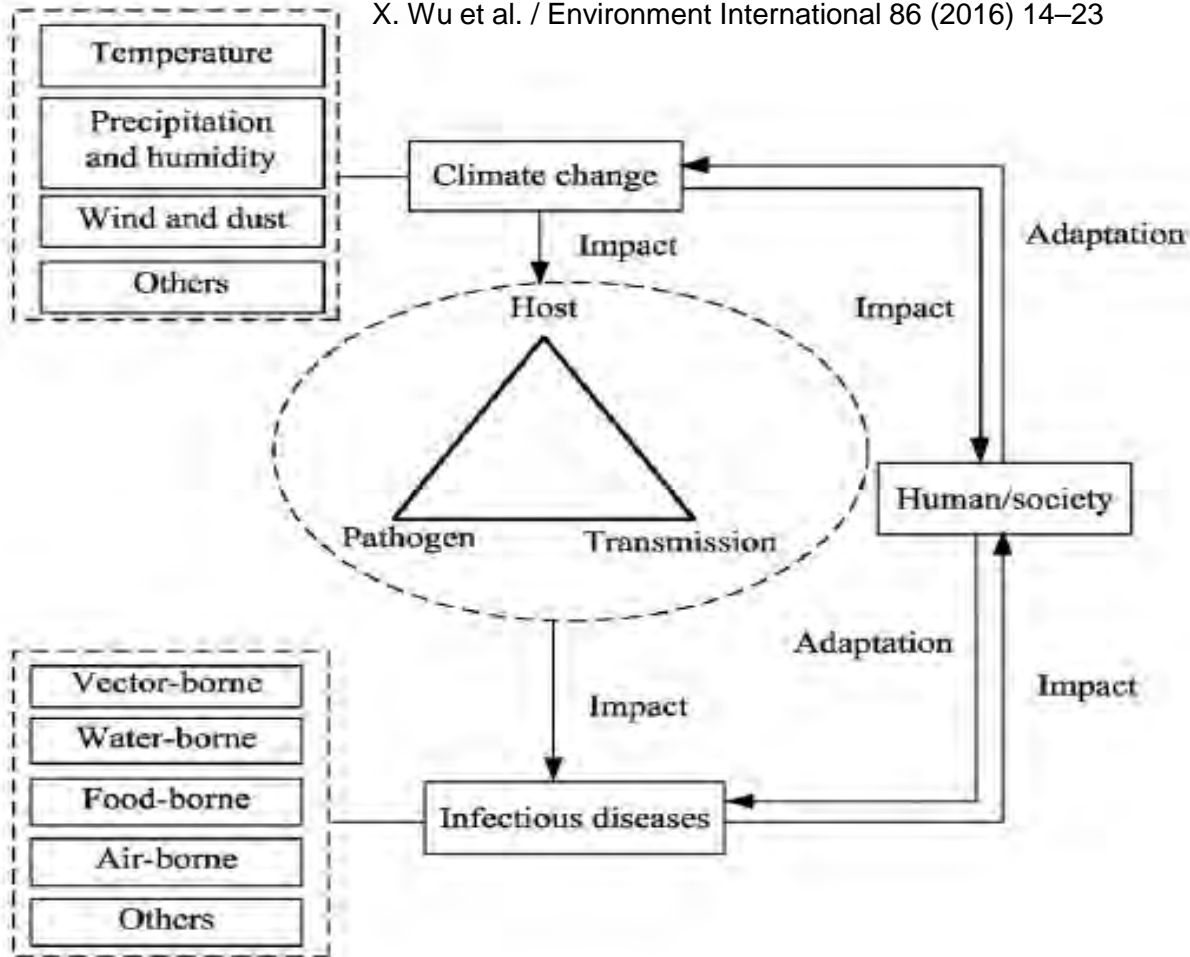 X. Wu et al. / Environment International 86 (2016) 14–23
Temperature
Precipitation
and humidity
Wind and dust
Others
Climate change
Impact
Adaptation
Impact
Host
Pathogen
Transmission
Human/society
Adaptation
Impact
Impact
Vector-borne
Water-borne
Food-borne
Air-borne
Others
Infectious diseases